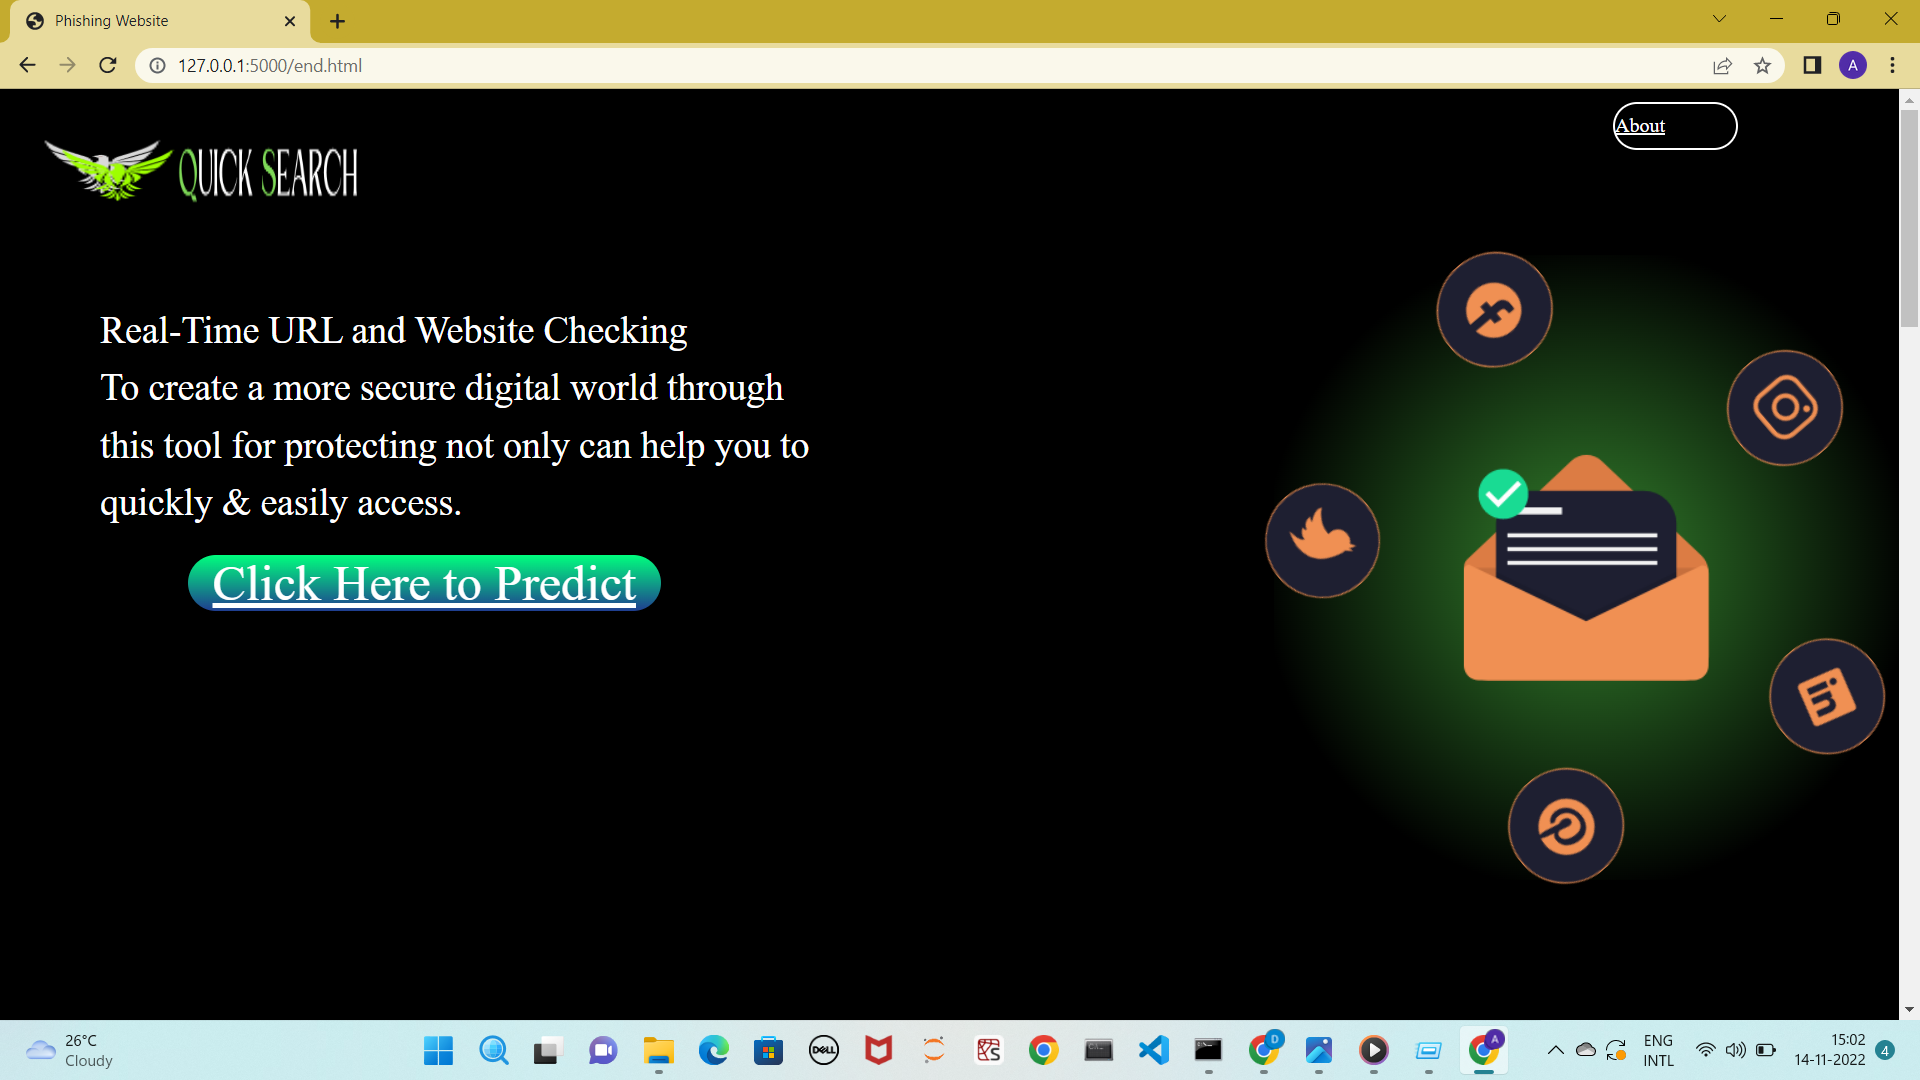 Phishing Website
127.0.0.1:5000/end.html
A
About
QUICK SEARCH
Real-Time URL and Website Checking
To create a more secure digital world through
this tool for protecting not only can help you to
quickly & easily access.
Click Here to Predict
26°C
Cloudy
DELL
D
A
ENG
INTL
15:02
14-11-2022
4